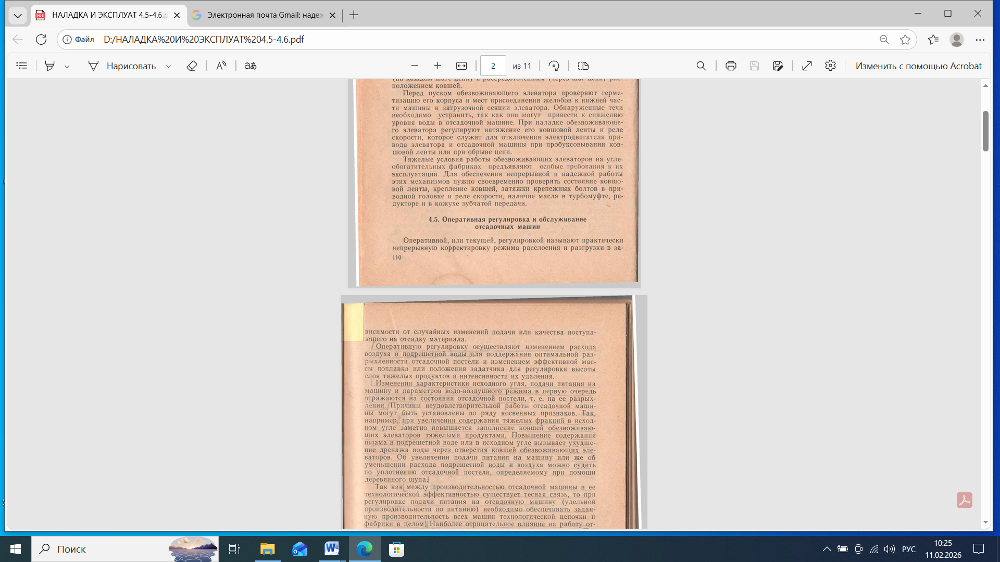 НАЛАДКА И ЭКСПЛУАТ 4.5-4.6.p
Электронная почта Gmail: надеж
Файл
D:/НАЛАДКА%20И%20ЭКСПЛУАТ%204.5-4.6.pdf
Нарисовать
aあ
2
из 11
Изменить с помощью Acrobat
(на каждом шаге цепи) и рассредоточенным (через шаг цепи) рас-
положением ковшей.
Перед пуском обезвоживающего элеватора проверяют герме-
тизацию его корпуса и мест присоединения желобов к нижней час-
ти машины и загрузочной секции элеватора. Обнаруженные течи
необходимо устранить, так как они могут привести к снижению
уровня воды в отсадочной машине. При наладке обезвоживающе-
го элеватора регулируют натяжение его ковшовой ленты и реле
скорости, которое служит для отключения электродвигателя при-
вода элеватора и отсадочной машины при пробуксовывании ков-
шовой ленты или при обрыве цепи.
Тяжелые условия работы обезвоживающих элеваторов на угле-
обогатительных фабриках предъявляют особые требования к их
эксплуатации. Для обеспечения непрерывной и надежной работы
этих механизмов нужно своевременно проверять состояние ковшо-
вой ленты, крепление ковшей, затяжки крепежных болтов в при-
водной головке и реле скорости, наличие масла в турбомуфте, ре-
дукторе и в кожухе зубчатой передачи.
4.5. Оперативная регулировка и обслуживание
отсадочных машин
Оперативной, или текущей, регулировкой называют практически
непрерывную корректировку режима расслоения и разгрузки в за-
110
висимости от случайных изменений подачи или качества поступа-
ющего на отсадку материала.
Оперативную регулировку осуществляют изменением расхода
воздуха и подрешетной воды для поддержания оптимальной раз-
рыхленности отсадочной постели и изменением эффективной мас-
сы поплавка или положения задатчика для регулировки высоты
слоя тяжелых продуктов и интенсивности их удаления.
Изменения характеристики исходного угля, подачи питания на
машину и параметров водо-воздушного режима в первую очередь
отражаются на состоянии отсадочной постели, т. е. на ее разрых-
лении. Причины неудовлетворительной работы отсадочной маши-
ны могут быть установлены по ряду косвенных признаков. Так,
например, при увеличении содержания тяжелых фракций в исход-
ном угле заметно повышается заполнение ковшей обезвоживаю-
щих элеваторов тяжелыми продуктами. Повышение содержания
шлама в подрешетной воде или в исходном угле вызывает ухудше-
ние дренажа воды через отверстия ковшей обезвоживающих эле-
ваторов. Об увеличении подачи питания на машину или же об
уменьшении расхода подрешетной воды и воздуха можно судить
по уплотнению отсадочной постели, определяемому при помощи
деревянного щупа.
Так как между производительностью отсадочной машины и ее
технологической эффективностью существует тесная связь, то при
регулировке подачи питания на отсадочную машину (удельной
производительности по питанию) необходимо обеспечивать задан-
ную производительность всех машин технологической цепочки и
фабрики в целом. Наиболее отрицательное влияние на работу от-
Поиск
РУС
10:25
11.02.2026